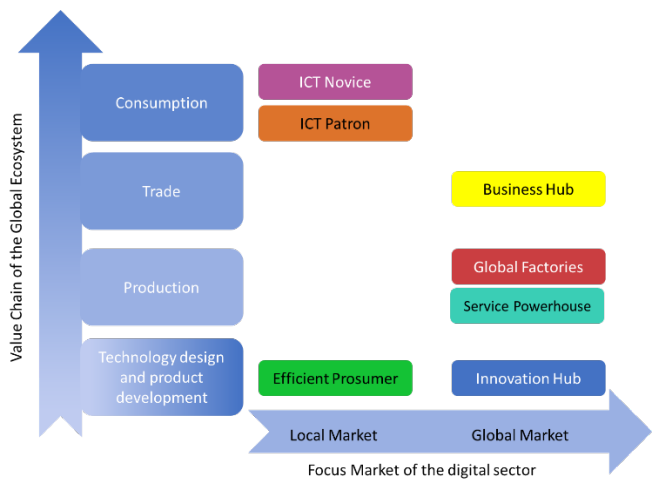 Value Chain of the Global Ecosystem
Consumption
ICT Novice
ICT Patron
Trade
Business Hub
Production
Global Factories
Service Powerhouse
Technology design
and product
development
Efficient Prosumer
Innovation Hub
Local Market
Global Market
Focus Market of the digital sector